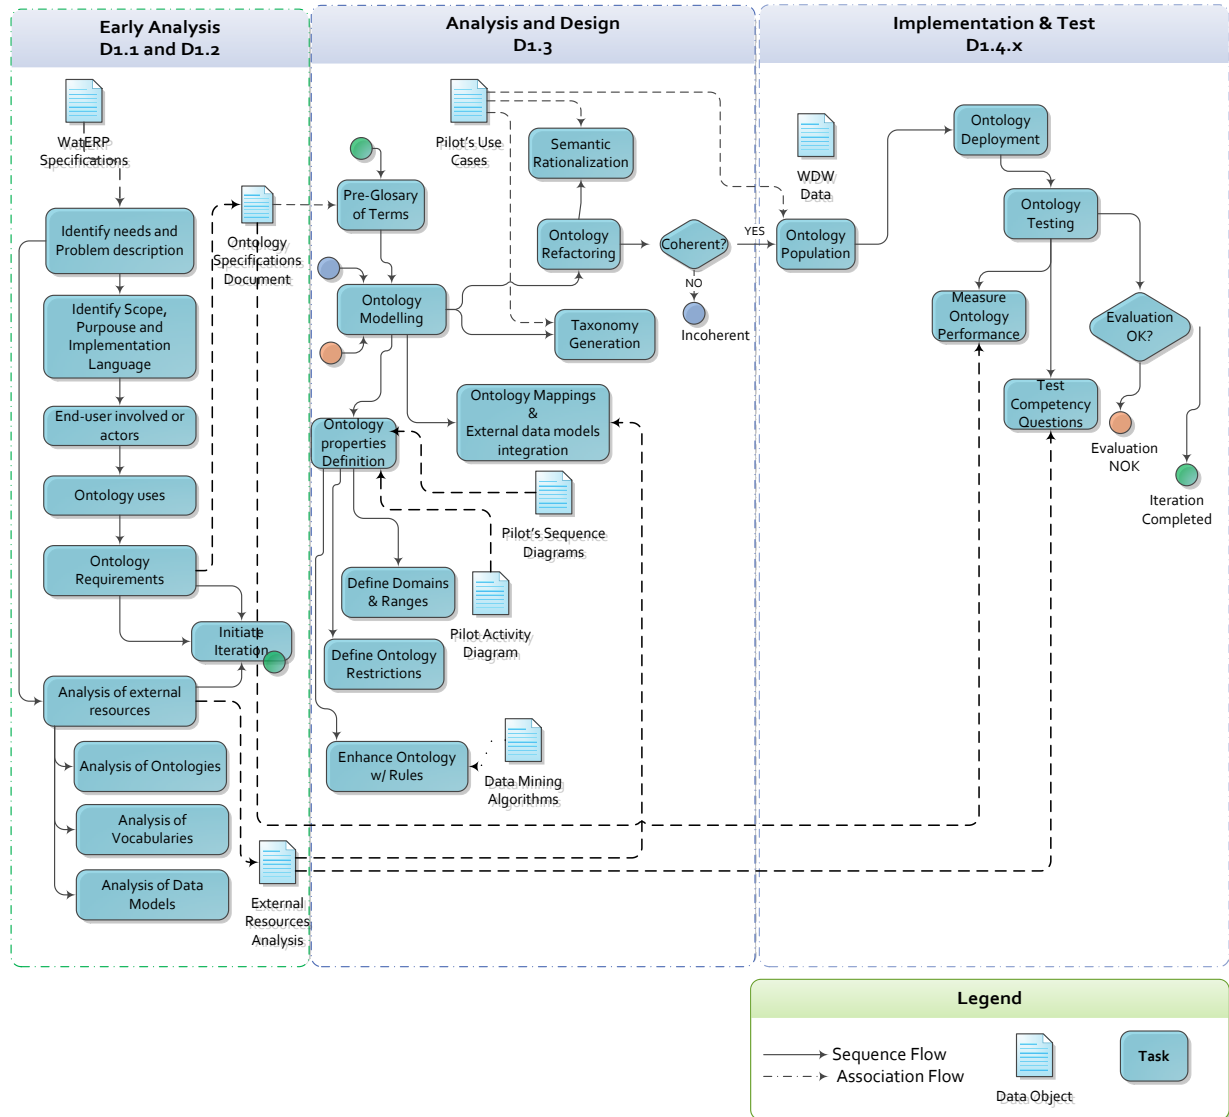 Early Analysis
D1.1 and D1.2
WatERP
Specifications
Identify needs and
Problem description
Identify Scope,
Purpouse and
Implementation
Language
End-user involved or
actors
Ontology uses
Ontology
Requirements
Initiate
Iteration
Analysis of external
resources
Analysis of Ontologies
Analysis of
Vocabularies
Analysis of Data
Models
Ontology
Specifications
Document
External
Resources
Analysis
Analysis and Design
D1.3
Pilot's Use
Cases
Pre-Glosary
of Terms
Semantic
Rationalization
Ontology
Refactoring
Coherent?
YES
NO
Incoherent
Ontology
Modelling
Taxonomy
Generation
Ontology
properties
Definition
Ontology Mappings
&
External data models
integration
Pilot's Sequence
Diagrams
Define Domains
& Ranges
Pilot Activity
Diagram
Define Ontology
Restrictions
Enhance Ontology
w/ Rules
Data Mining
Algorithms
Implementation & Test
D1.4.x
WDW
Data
Ontology
Deployment
Ontology
Testing
Ontology
Population
Measure
Ontology
Performance
Evaluation
OK?
Test
Competency
Questions
Evaluation
NOK
Iteration
Completed
Legend
Sequence Flow
Association Flow
Data Object
Task